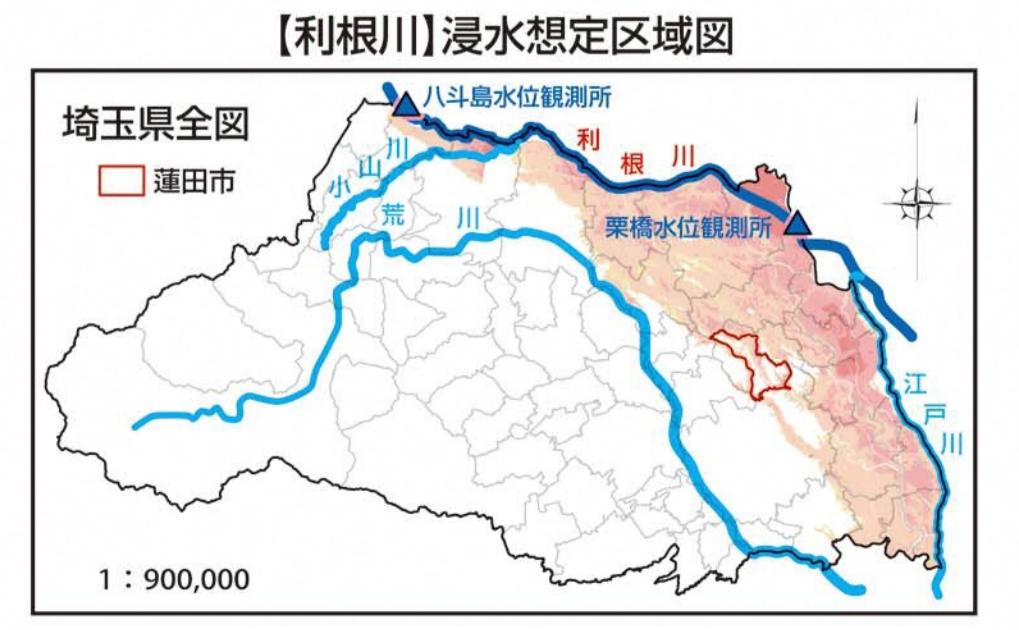 【利根川】浸水想定区域図
埼玉県全図
蓮田市
八斗島水位観測所
利根川
小山川
荒川
栗橋水位観測所
江戸川
1：900,000